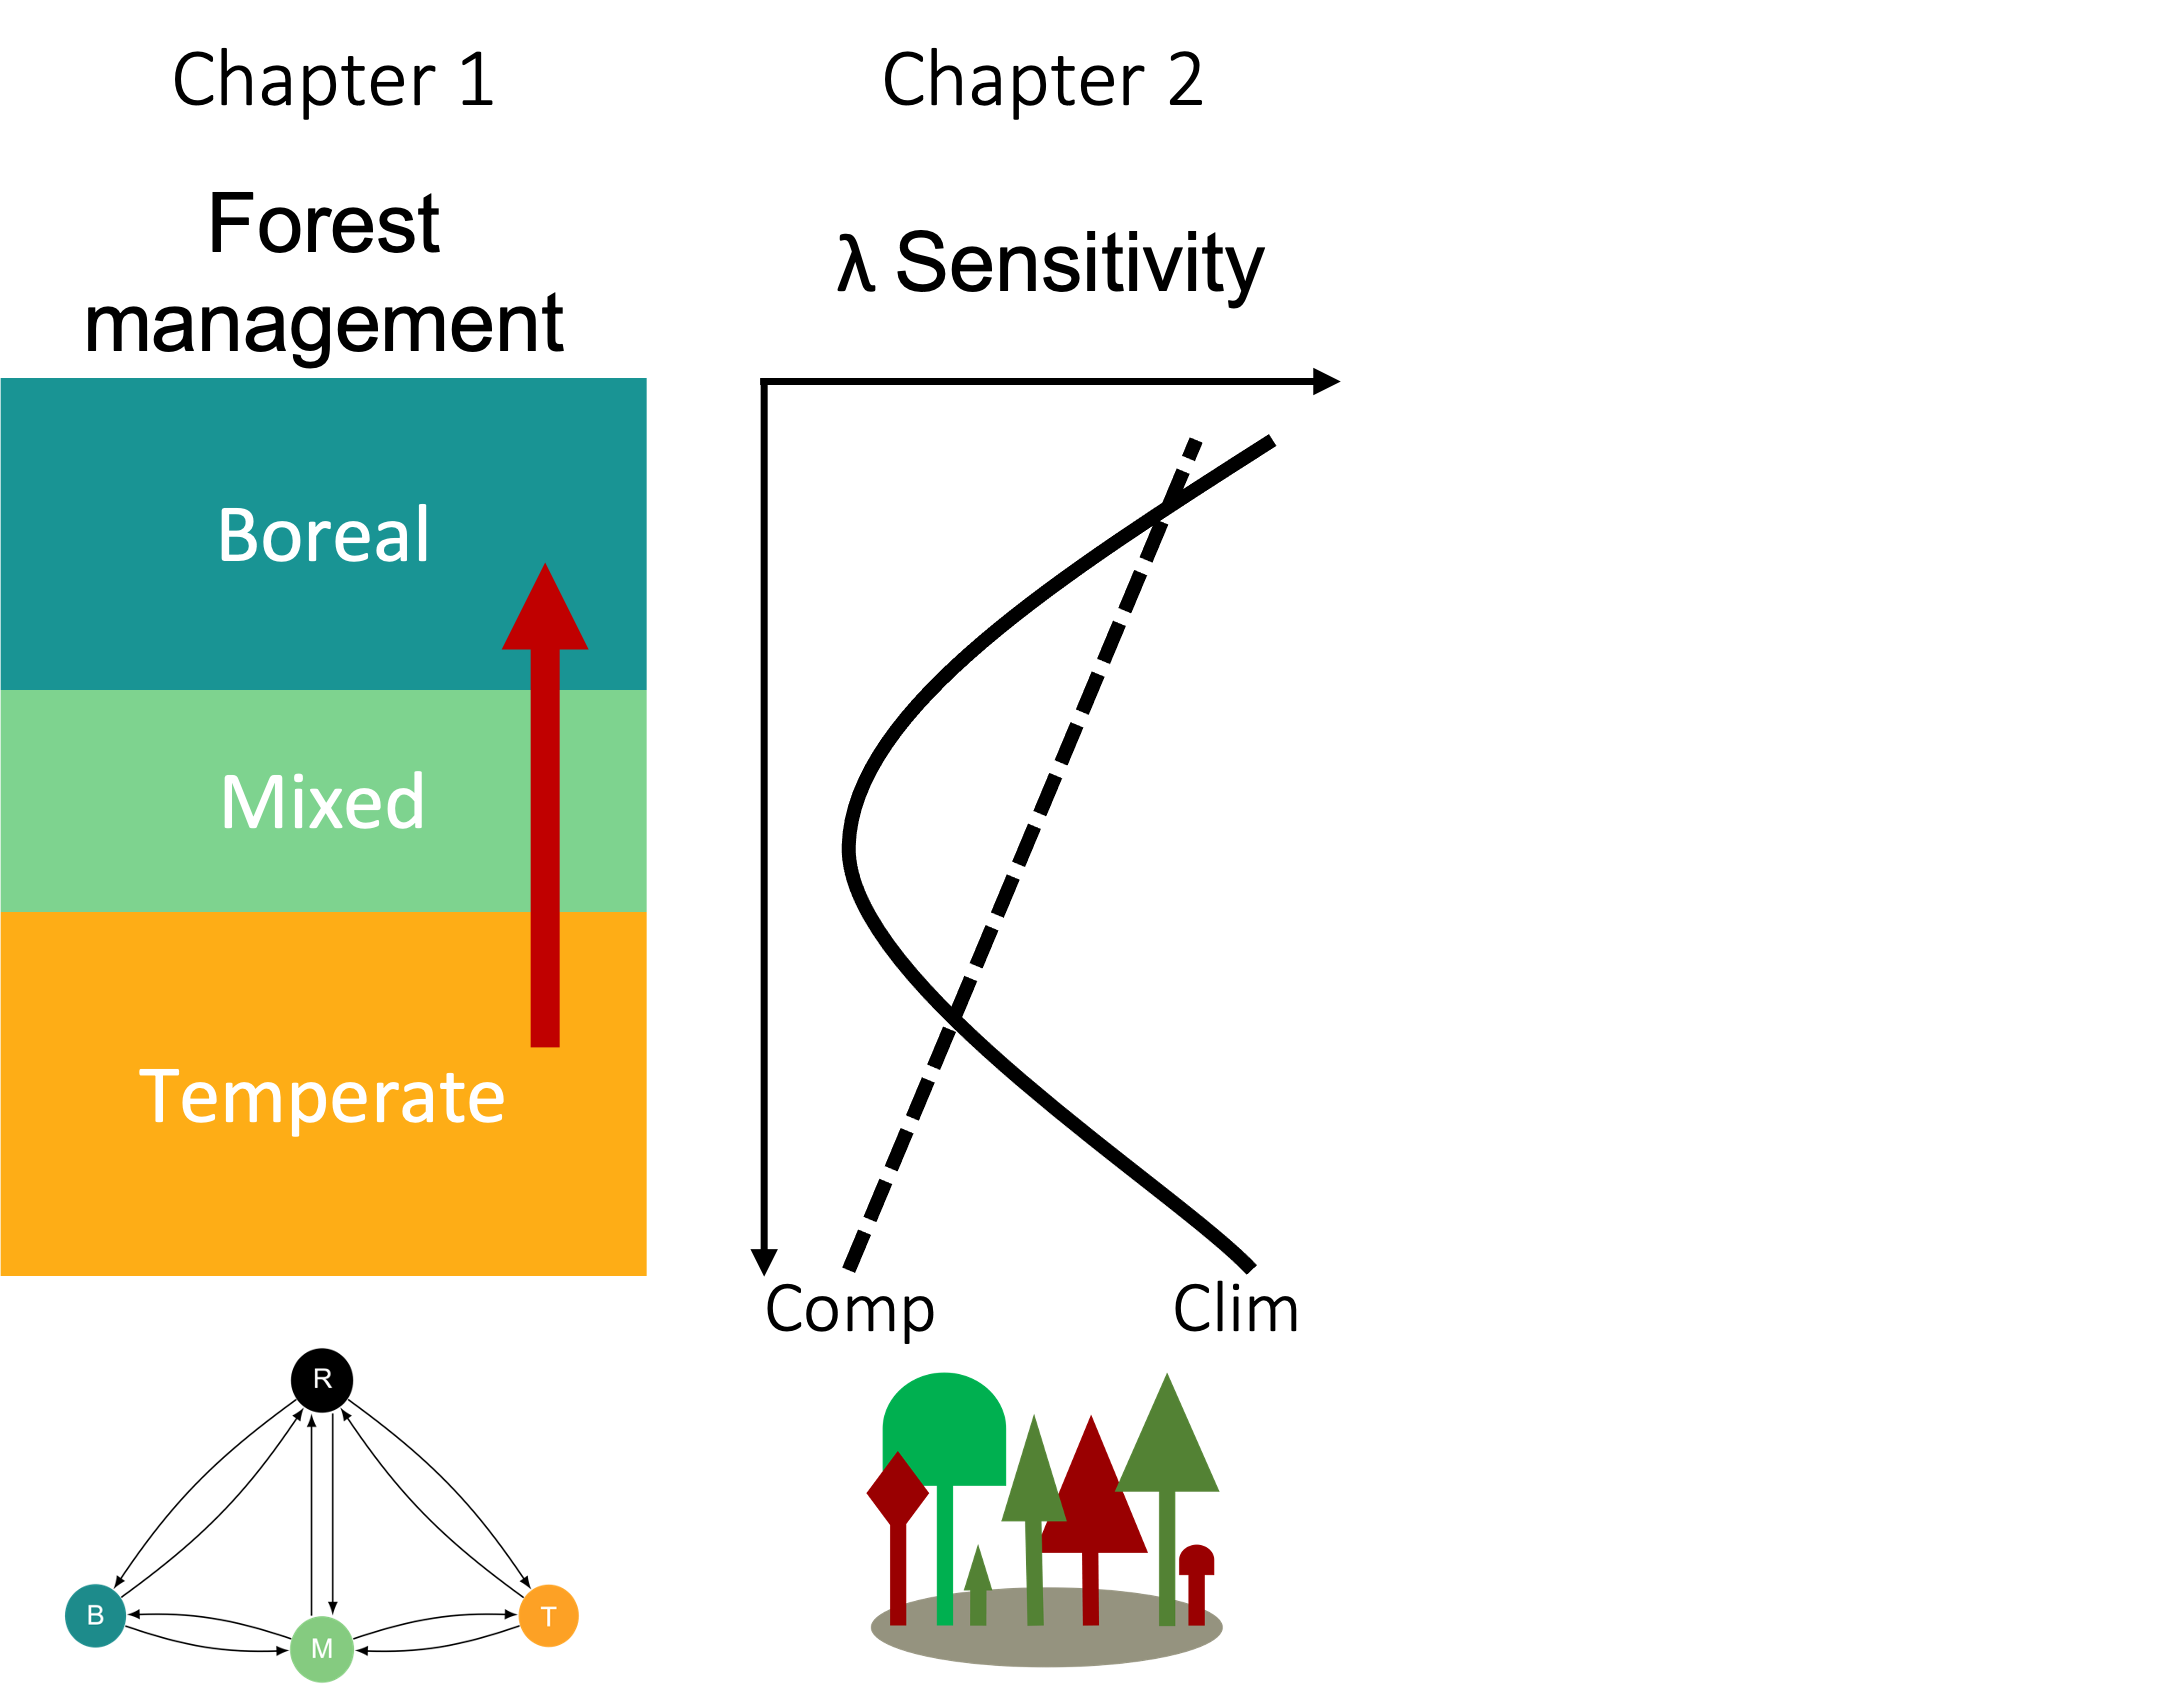 Chapter 1
Forest
management
Boreal
Mixed
Temperate
R
B
M
T
Chapter 2
λ Sensitivity
Comp
Clim